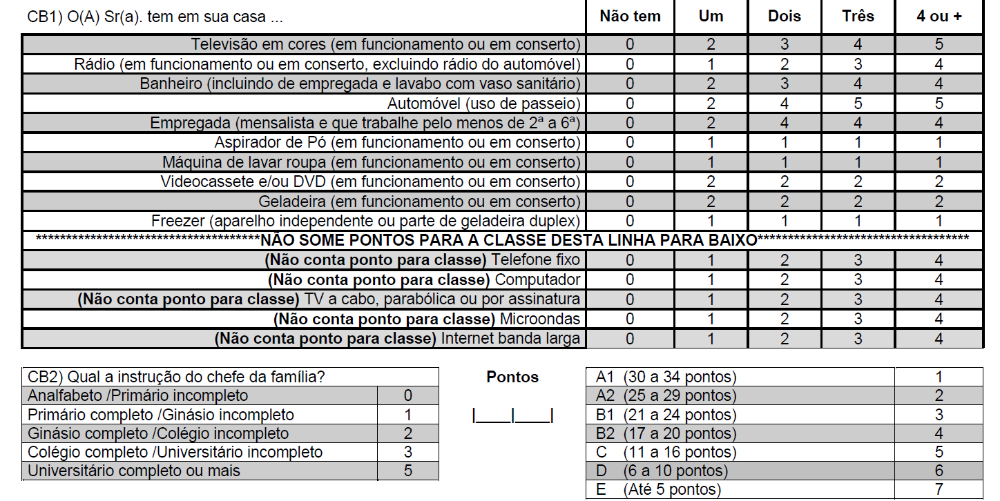 CB1) O(A) Sr(a). tem em sua casa ... Não tem Um Dois Três 4 ou +
Televisão em cores (em funcionamento ou em conserto) 0 2 3 4 5
Rádio (em funcionamento ou em conserto, excluindo rádio do automóvel) 0 1 2 3 4
Banheiro (incluindo de empregada e lavabo com vaso sanitário) 0 2 3 4 4
Automóvel (uso de passeio) 0 2 4 5 5
Empregada (mensalista e que trabalhe pelo menos de 2ª a 6ª) 0 2 4 4 4
Aspirador de Pó (em funcionamento ou em conserto) 0 1 1 1 1
Máquina de lavar roupa (em funcionamento ou em conserto) 0 1 1 1 1
Videocassete e/ou DVD (em funcionamento ou em conserto) 0 2 2 2 2
Geladeira (em funcionamento ou em conserto) 0 2 2 2 2
Freezer (aparelho independente ou parte de geladeira duplex) 0 1 1 1 1
*************************************NÃO SOME PONTOS PARA A CLASSE DESTA LINHA PARA BAIXO***********************************
(Não conta ponto para classe) Telefone fixo 0 1 2 3 4
(Não conta ponto para classe) Computador 0 1 2 3 4
(Não conta ponto para classe) TV a cabo, parabólica ou por assinatura 0 1 2 3 4
(Não conta ponto para classe) Microondas 0 1 2 3 4
(Não conta ponto para classe) Internet banda larga 0 1 2 3 4
CB2) Qual a instrução do chefe da família?
Analfabeto /Primário incompleto 0
Primário completo /Ginásio incompleto 1
Ginásio completo /Colégio incompleto 2
Colégio completo /Universitário incompleto 3
Universitário completo ou mais 5
Pontos
|____|____|
A1 (30 a 34 pontos) 1
A2 (25 a 29 pontos) 2
B1 (21 a 24 pontos) 3
B2 (17 a 20 pontos) 4
C (11 a 16 pontos) 5
D (6 a 10 pontos) 6
E (Até 5 pontos) 7